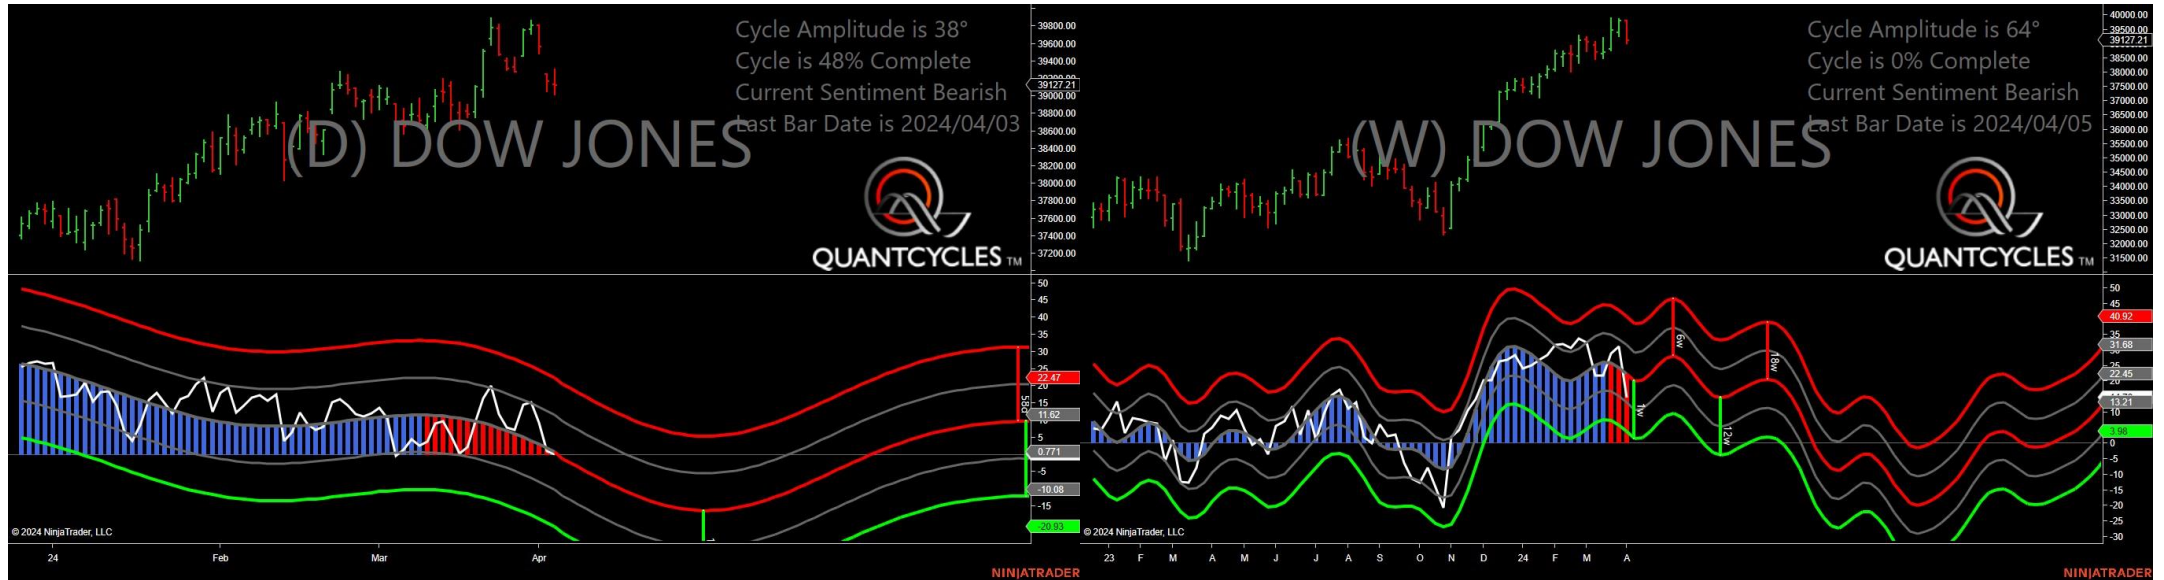 Cycle Amplitude is 38°
Cycle is 48% Complete
Current Sentiment Bearish
Last Bar Date is 2024/04/03
(D) DOW JONES
QUANTCYCLES TM
39800.00
39600.00
39400.00
39127.21
39000.00
38800.00
38600.00
38400.00
38200.00
38000.00
37800.00
37600.00
37400.00
37200.00
50
45
40
35
30
25
22.47
20
15
11.62
5
0.771
-5
-10.08
-15
-20.93
© 2024 NinjaTrader, LLC
24 Feb Mar Apr
NINJATRADER
Cycle Amplitude is 64°
Cycle is 0% Complete
Current Sentiment Bearish
Last Bar Date is 2024/04/05
(W) DOW JONES
QUANTCYCLES TM
40000.00
39500.00
39127.21
38500.00
38000.00
37500.00
37000.00
36500.00
36000.00
35500.00
35000.00
34500.00
34000.00
33500.00
33000.00
32500.00
32000.00
31500.00
6w
18w
1w
12w
50
45
40.92
35
31.68
22.45
20
13.21
10
3.98
0
-5
-10
-15
-20
-25
-30
© 2024 NinjaTrader, LLC
23 F M A M J J A S O N D 24 F M A
NINJATRADER